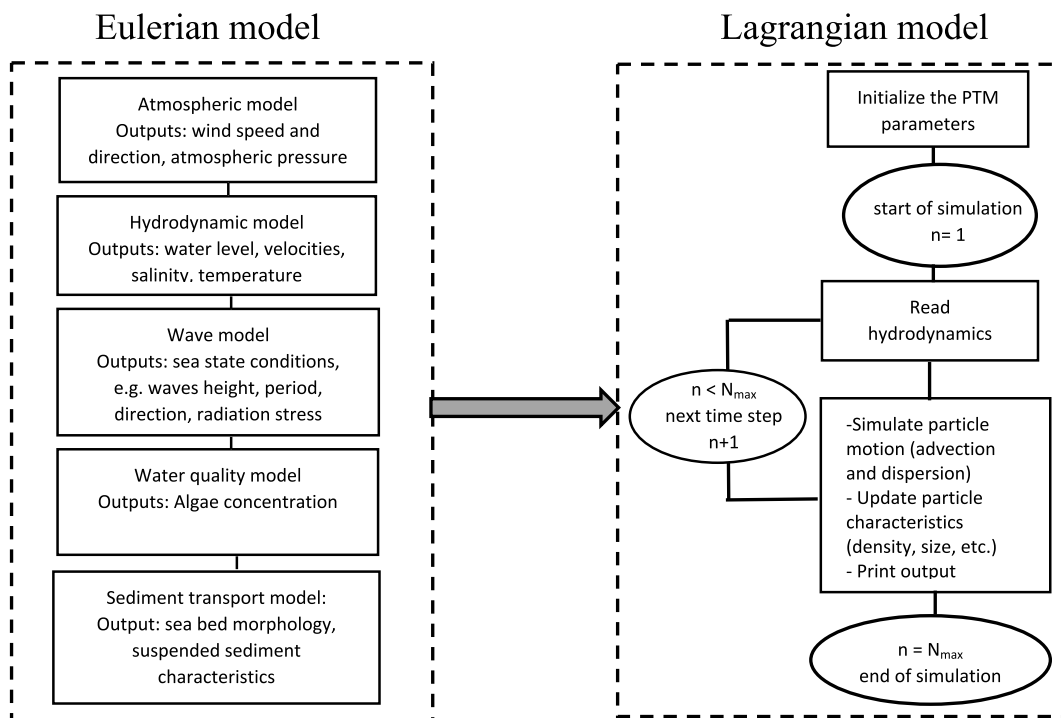 Eulerian model
Atmospheric model
Outputs: wind speed and
direction, atmospheric pressure
Hydrodynamic model
Outputs: water level, velocities,
salinity, temperature
Wave model
Outputs: sea state conditions,
e.g. waves height, period,
direction, radiation stress
Water quality model
Outputs: Algae concentration
Sediment transport model:
Output: sea bed morphology,
suspended sediment
characteristics
Lagrangian model
Initialize the PTM
parameters
start of simulation
n= 1
Read
hydrodynamics
n < Nmax
next time step
n+1
-Simulate particle
motion (advection
and dispersion)
- Update particle
characteristics
(density, size, etc.)
- Print output
n = Nmax
end of simulation